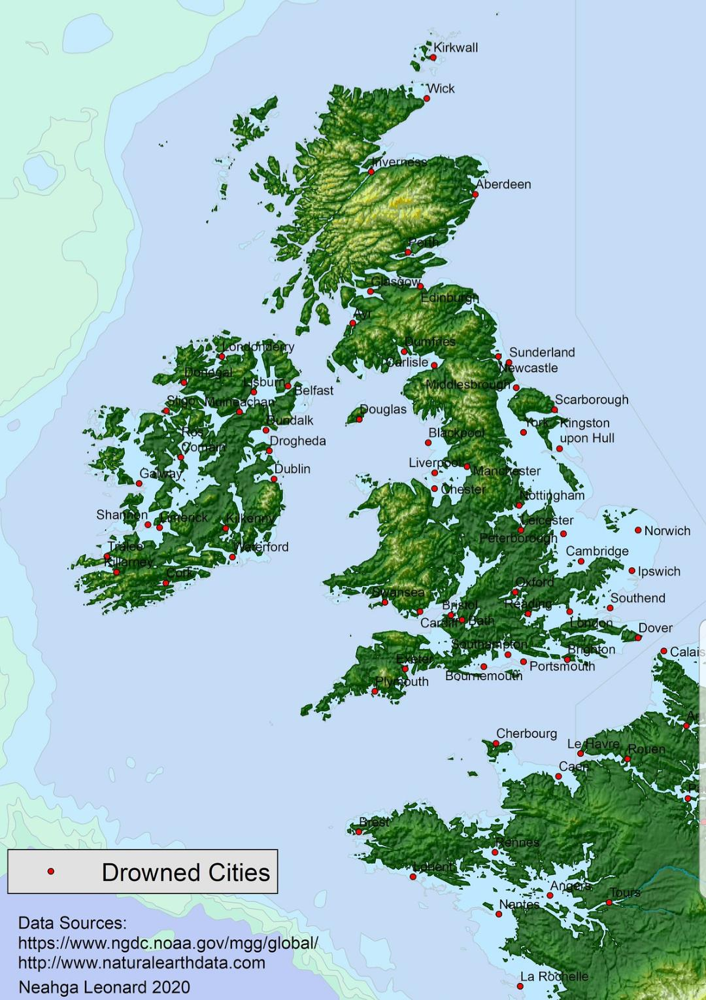 Kirkwall
Wick
Inverness
Aberdeen
Perth
Glasgow
Edinburgh
Ayr
Dumfries
Londonderry
Sunderland
Carlisle
Newcastle
Donegal
Lisburn
Middlesbrough
Belfast
Sligo
Muineachan
Scarborough
Douglas
Dundalk
York
Kingston
upon Hull
Ros
Comain
Blackpool
Drogheda
Liverpool
Galway
Dublin
Manchester
Chester
Nottingham
Shannon
Limerick
Kilkenny
Leicester
Peterborough
Norwich
Tralee
Waterford
Cambridge
Killarney
Cork
Ipswich
Oxford
Swansea
Southend
Bristol
Reading
Cardiff
Bath
London
Dover
Southampton
Brighton
Calais
Exeter
Portsmouth
Bournemouth
Plymouth
Cherbourg
Le Havre
Rouen
Caen
Brest
Rennes
Lorient
Angers
Tours
Nantes
La Rochelle
Drowned Cities
Data Sources:
https://www.ngdc.noaa.gov/mgg/global/
http://www.naturalearthdata.com
Neahga Leonard 2020